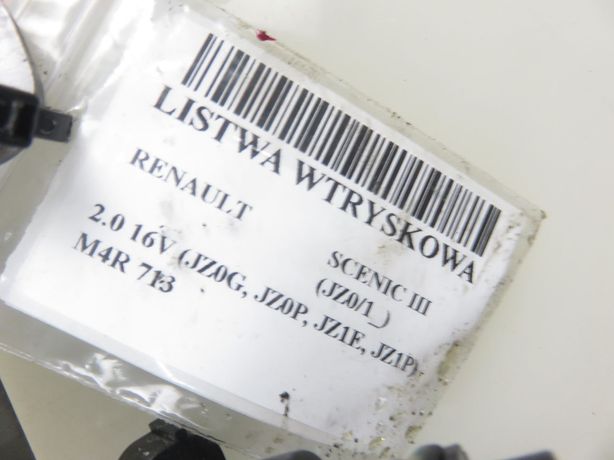 LISTWA WTRYSKOWA
RENAULT SCENIC III
(JZ0/1_)
2.0 16V (JZ0G, JZ0P, JZ1E, JZ1P)
M4R 713